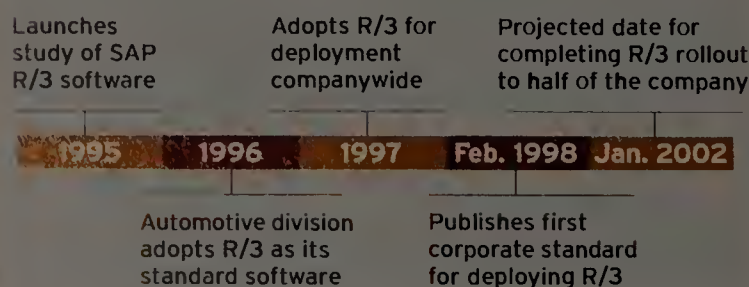 Launches
study of SAP
R/3 software
Adopts R/3 for
deployment
companywide
Projected date for
completing R/3 rollout
to half of the company
1995 1996 1997 Feb. 1998 Jan. 2002
Automotive division
adopts R/3 as its
standard software
Publishes first
corporate standard
for deploying R/3